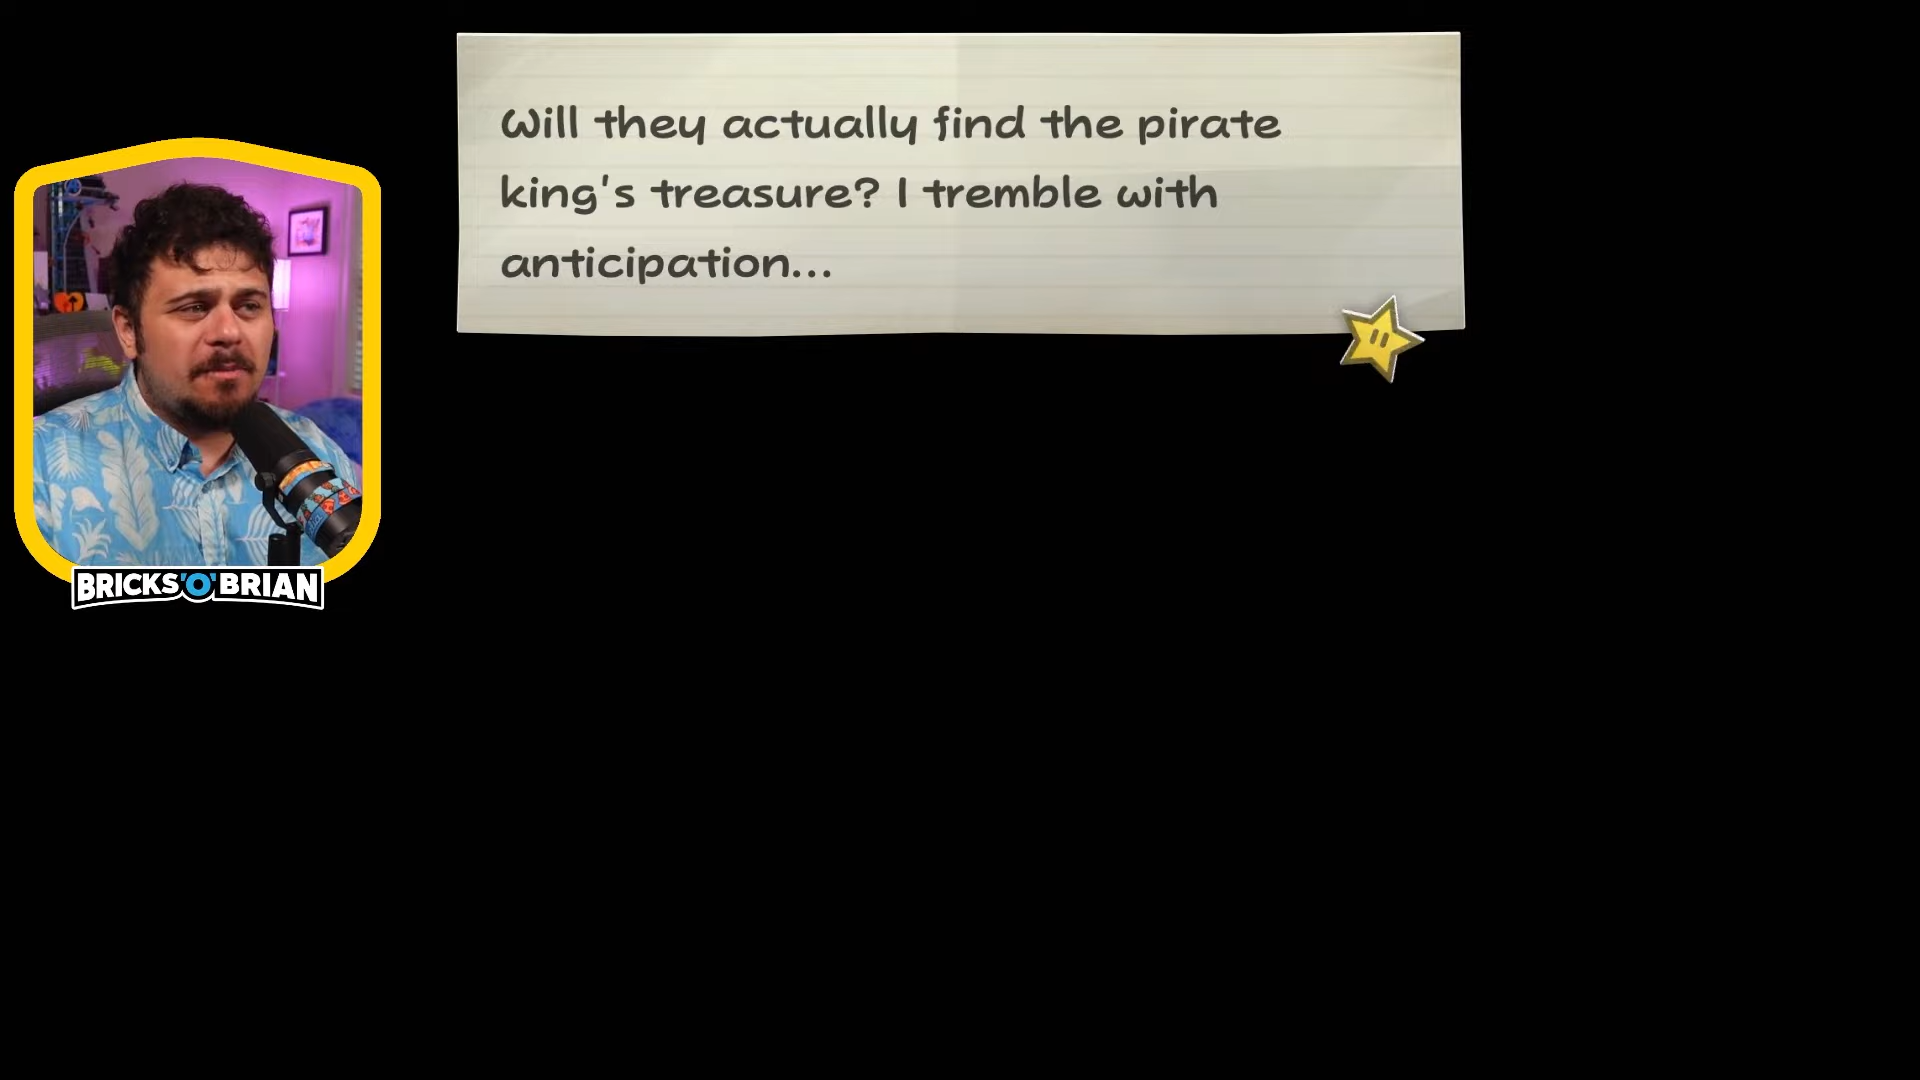 Will they actually find the pirate
king's treasure? I tremble with
anticipation...
BRICKS'O'BRIAN